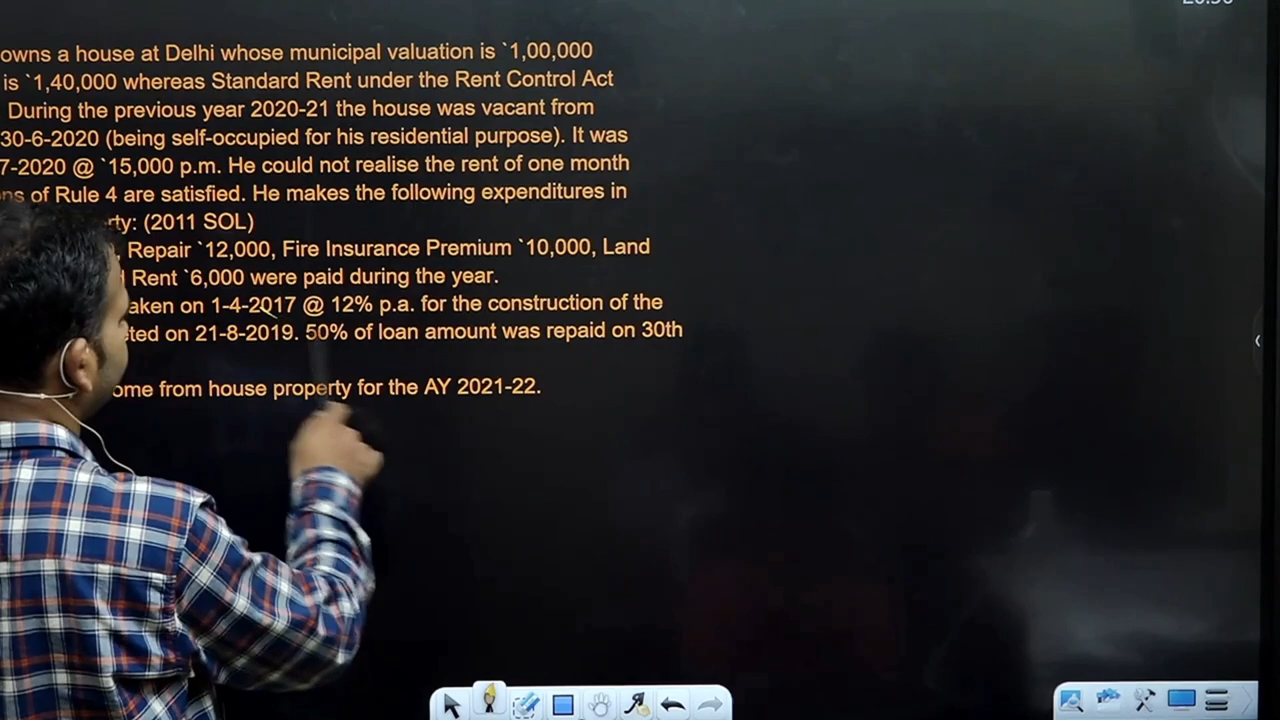 owns a house at Delhi whose municipal valuation is `1,00,000
is `1,40,000 whereas Standard Rent under the Rent Control Act
. During the previous year 2020-21 the house was vacant from
30-6-2020 (being self-occupied for his residential purpose). It was
7-2020 @ `15,000 p.m. He could not realise the rent of one month
of Rule 4 are satisfied. He makes the following expenditures in
(2011 SOL)
, Repair `12,000, Fire Insurance Premium `10,000, Land
Rent `6,000 were paid during the year.
aken on 1-4-2017 @ 12% p.a. for the construction of the
eted on 21-8-2019. 50% of loan amount was repaid on 30th
ome from house property for the AY 2021-22.